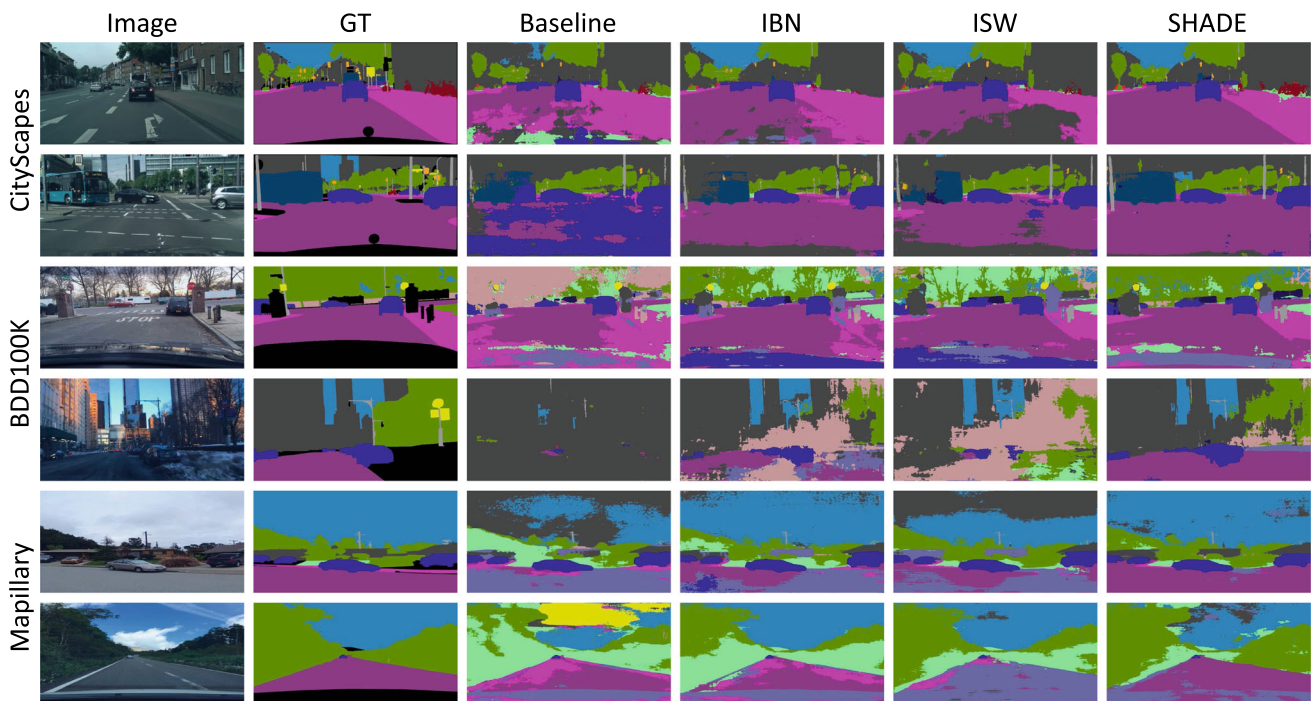 Image GT Baseline IBN ISW SHADE
CityScapes
BDD100K
STOP
Mapillary